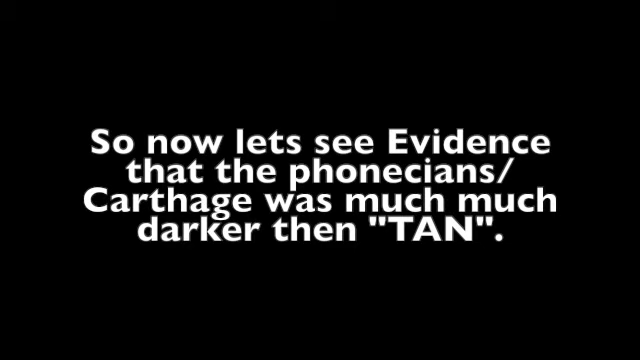 So now lets see Evidence
that the phonecians/
Carthage was much much
darker then "TAN".